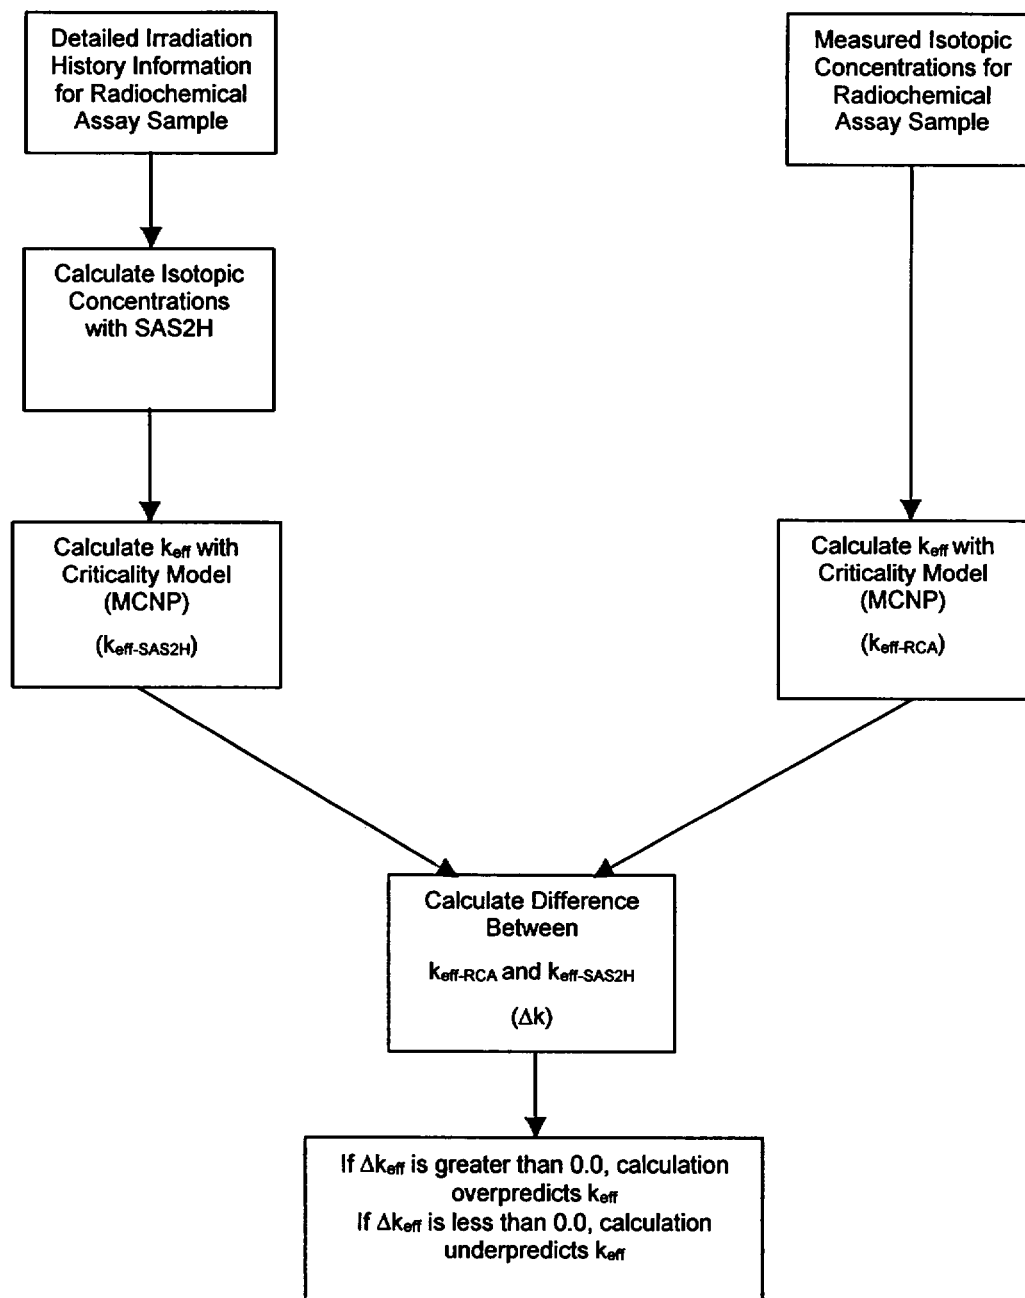 Detailed Irradiation
History Information
for Radiochemical
Assay Sample
Measured Isotopic
Concentrations for
Radiochemical
Assay Sample
Calculate Isotopic
Concentrations
with SAS2H
Calculate keff with
Criticality Model
(MCNP)
(keff-SAS2H)
Calculate keff with
Criticality Model
(MCNP)
(keff-RCA)
Calculate Difference
Between
keff-RCA and keff-SAS2H
(Δk)
If Δkeff is greater than 0.0, calculation
overpredicts keff
If Δkeff is less than 0.0, calculation
underpredicts keff